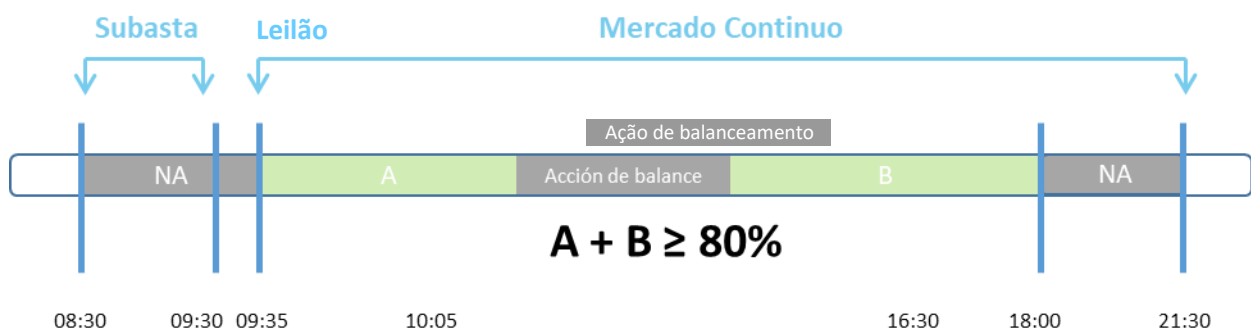 Subasta
Leilão
Mercado Continuo
Ação de balanceamento
NA
A
Acción de balance
B
NA
A + B ≥ 80%
08:30
09:30
09:35
10:05
16:30
18:00
21:30